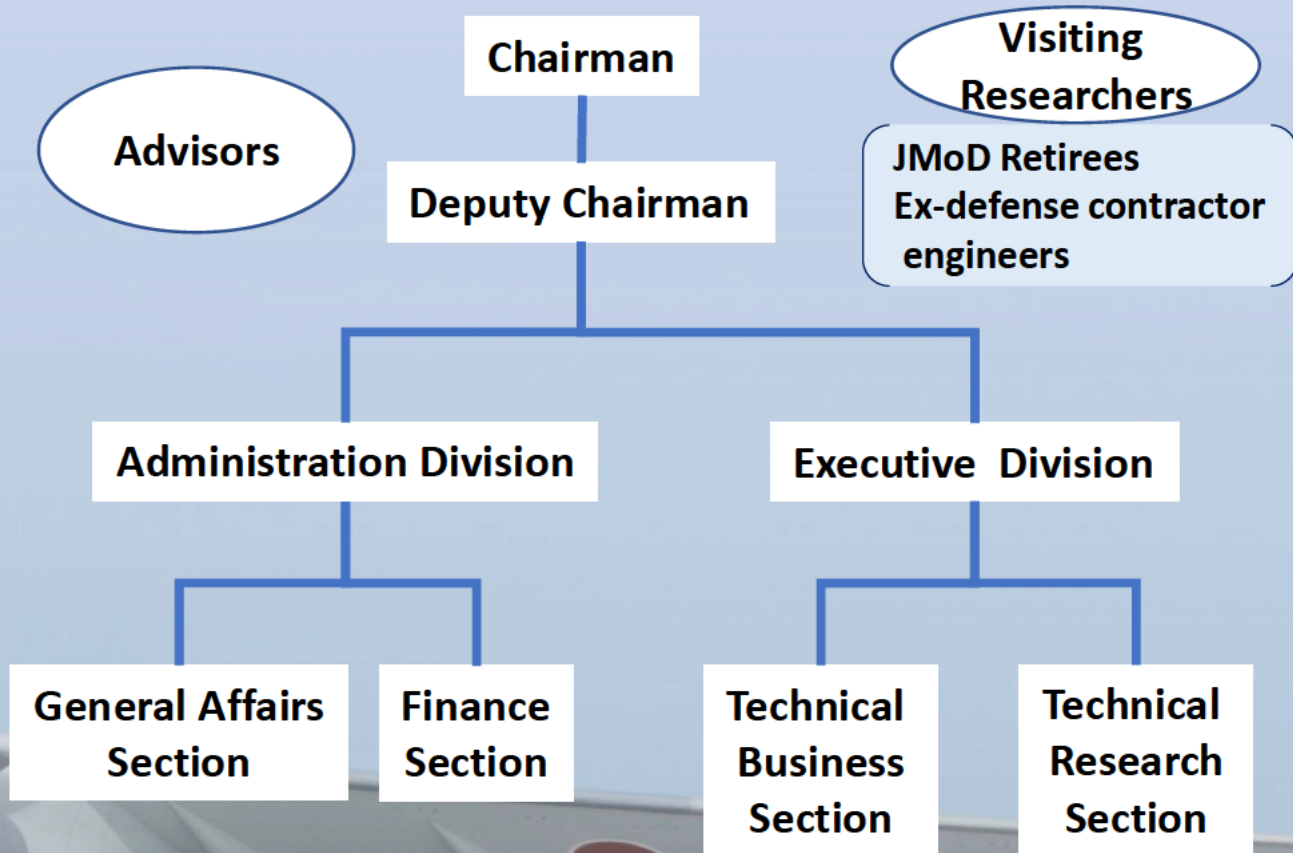 Chairman
Visiting
Researchers
Advisors
JMoD Retirees
Ex-defense contractor
engineers
Deputy Chairman
Administration Division
Executive Division
General Affairs
Section
Finance
Section
Technical
Business
Section
Technical
Research
Section